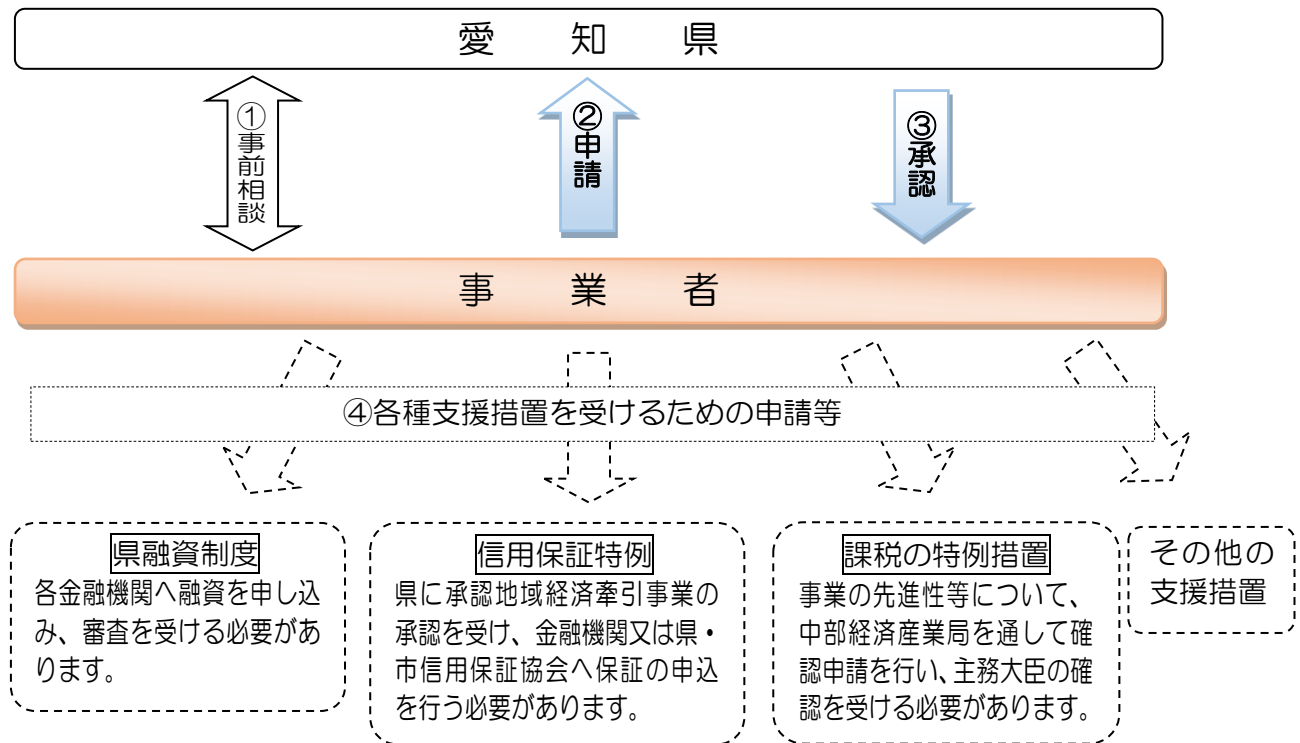 愛知県
①事前相談
②申請
③承認
事業者
④各種支援措置を受けるための申請等
県融資制度
各金融機関へ融資を申し込
み、審査を受ける必要があ
ります。
信用保証特例
県に承認地域経済牽引事業の
承認を受け、金融機関又は県・
市信用保証協会へ保証の申込
を行う必要があります。
課税の特例措置
事業の先進性等について、
中部経済産業局を通して確
認申請を行い、主務大臣の確
認を受ける必要があります。
その他の
支援措置